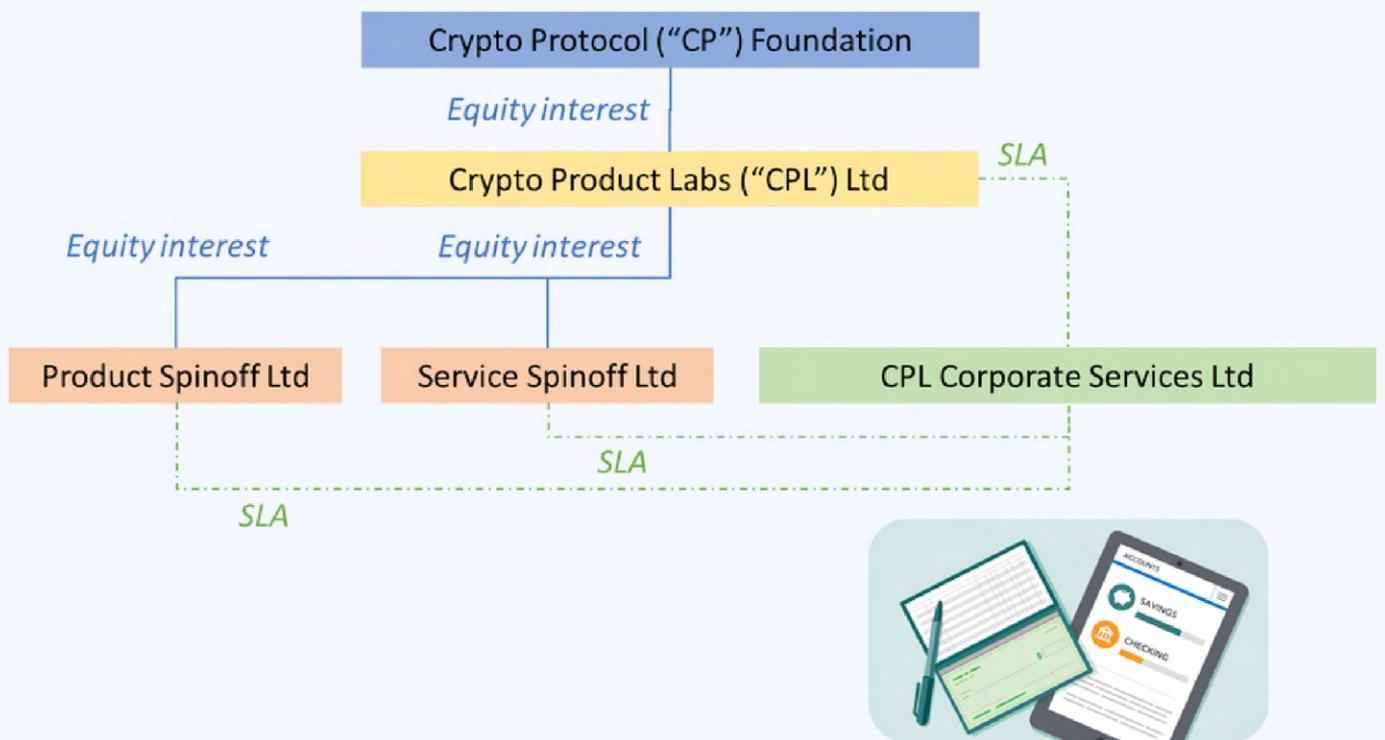 Crypto Protocol (“CP”) Foundation
Equity interest
Crypto Product Labs (“CPL”) Ltd
SLA
Equity interest
Equity interest
Product Spinoff Ltd
Service Spinoff Ltd
CPL Corporate Services Ltd
SLA
SLA
ACCOUNTS
SAVINGS
CHECKING